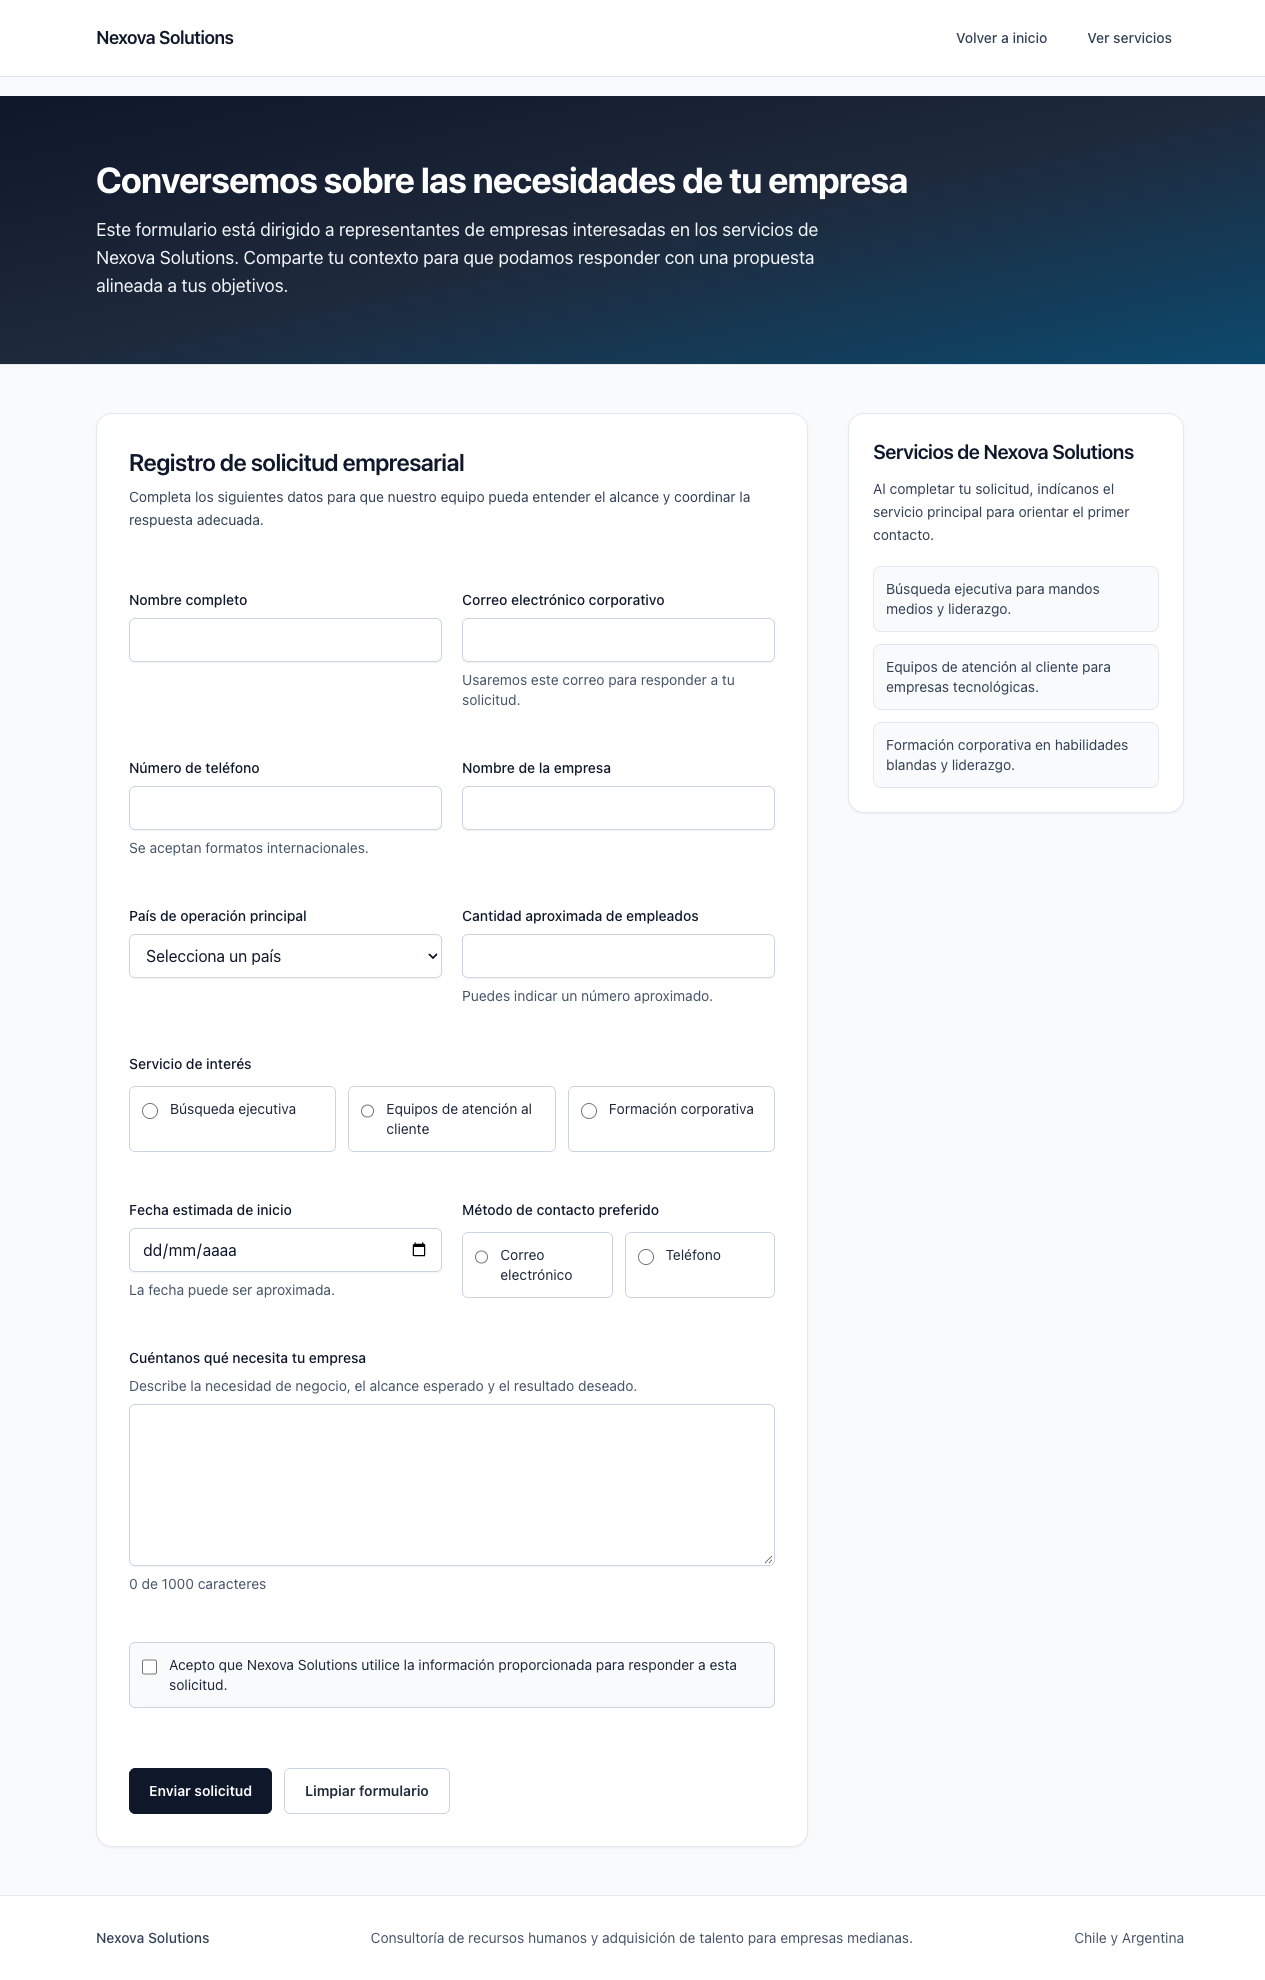 Nexova Solutions
Volver a inicio
Ver servicios
Conversemos sobre las necesidades de tu empresa
Este formulario está dirigido a representantes de empresas interesadas en los servicios de
Nexova Solutions. Comparte tu contexto para que podamos responder con una propuesta
alineada a tus objetivos.
Registro de solicitud empresarial
Completa los siguientes datos para que nuestro equipo pueda entender el alcance y coordinar la
respuesta adecuada.
Nombre completo
Correo electrónico corporativo
Usaremos este correo para responder a tu
solicitud.
Número de teléfono
Nombre de la empresa
Se aceptan formatos internacionales.
País de operación principal
Cantidad aproximada de empleados
Selecciona un país
Puedes indicar un número aproximado.
Servicio de interés
Búsqueda ejecutiva
Equipos de atención al
cliente
Formación corporativa
Fecha estimada de inicio
Método de contacto preferido
dd/mm/aaaa
Correo
electrónico
Teléfono
La fecha puede ser aproximada.
Cuéntanos qué necesita tu empresa
Describe la necesidad de negocio, el alcance esperado y el resultado deseado.
0 de 1000 caracteres
Acepto que Nexova Solutions utilice la información proporcionada para responder a esta
solicitud.
Enviar solicitud
Limpiar formulario
Servicios de Nexova Solutions
Al completar tu solicitud, indícanos el
servicio principal para orientar el primer
contacto.
Búsqueda ejecutiva para mandos
medios y liderazgo.
Equipos de atención al cliente para
empresas tecnológicas.
Formación corporativa en habilidades
blandas y liderazgo.
Nexova Solutions
Consultoría de recursos humanos y adquisición de talento para empresas medianas.
Chile y Argentina